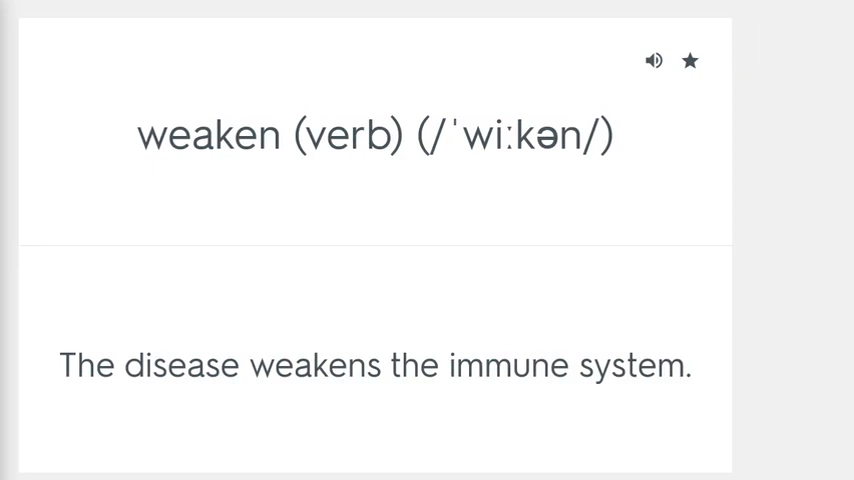 weaken (verb) (/ˈwiːkən/)
The disease weakens the immune system.